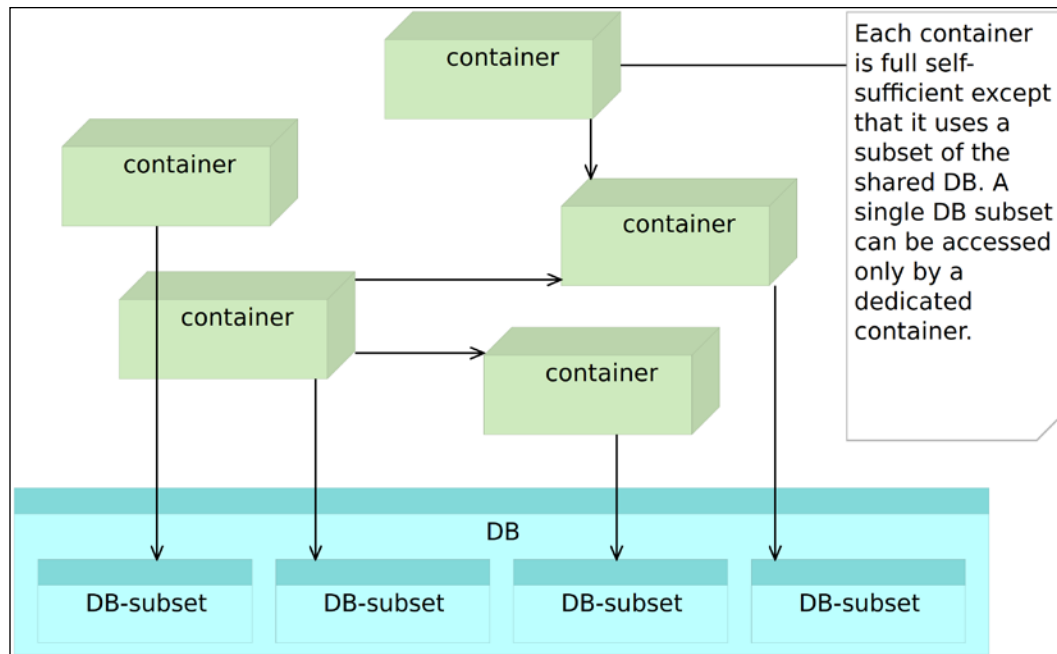 container
Each container
is full self-
sufficient except
that it uses a
subset of the
shared DB. A
single DB subset
can be accessed
only by a
dedicated
container.
container
container
container
container
DB
DB-subset
DB-subset
DB-subset
DB-subset